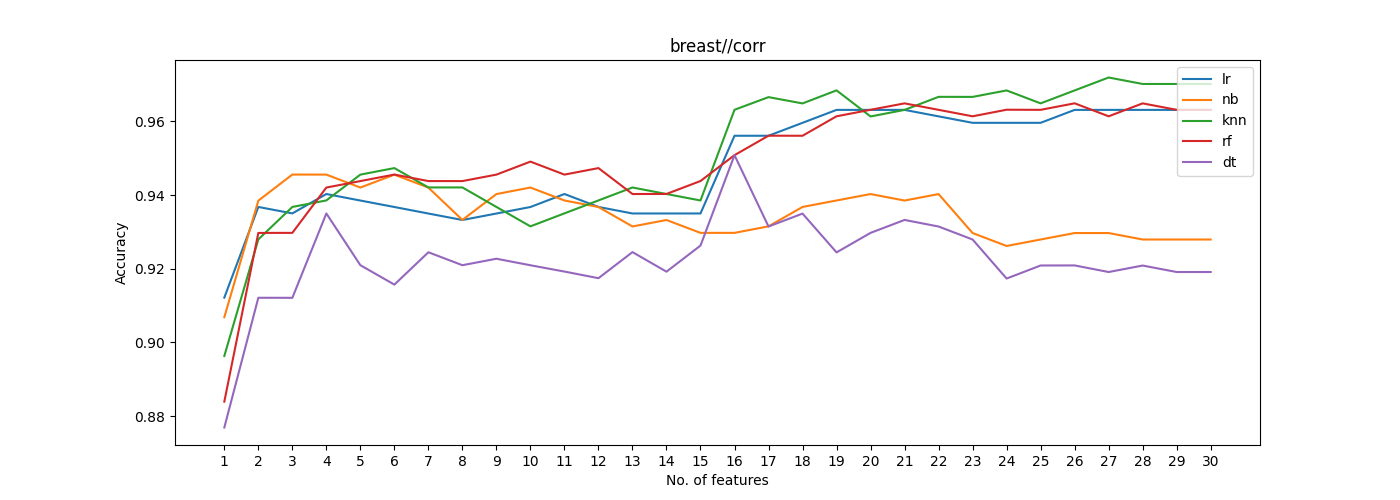 breast//corr
lr
nb
knn
rf
dt
Accuracy
0.96
0.94
0.92
0.90
0.88
1 2 3 4 5 6 7 8 9 10 11 12 13 14 15 16 17 18 19 20 21 22 23 24 25 26 27 28 29 30
No. of features